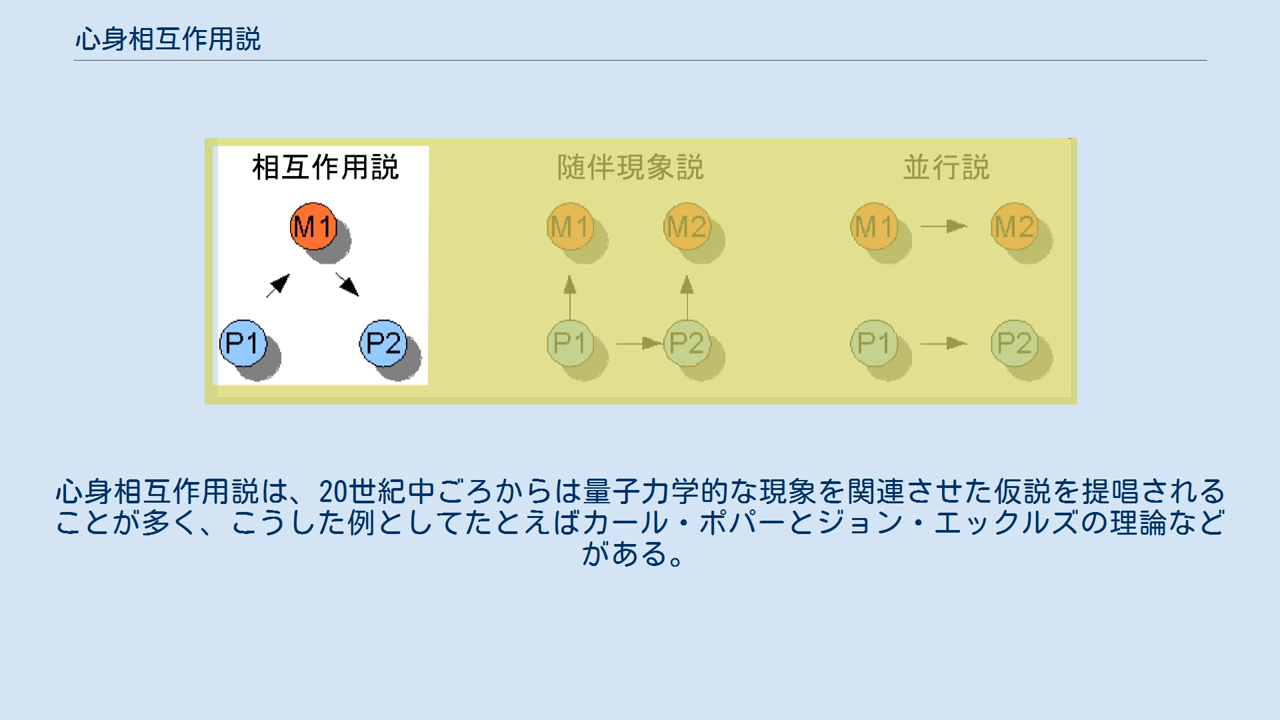 心身相互作用説
相互作用説 随伴現象説 並行説
M1 M1 M2 M1 M2
P1 P2 P1 P2 P1 P2
心身相互作用説は、20世紀中ごろからは量子力学的な現象を関連させた仮説を提唱される
ことが多く、こうした例としてたとえばカール・ポパーとジョン・エックルズの理論など
がある。